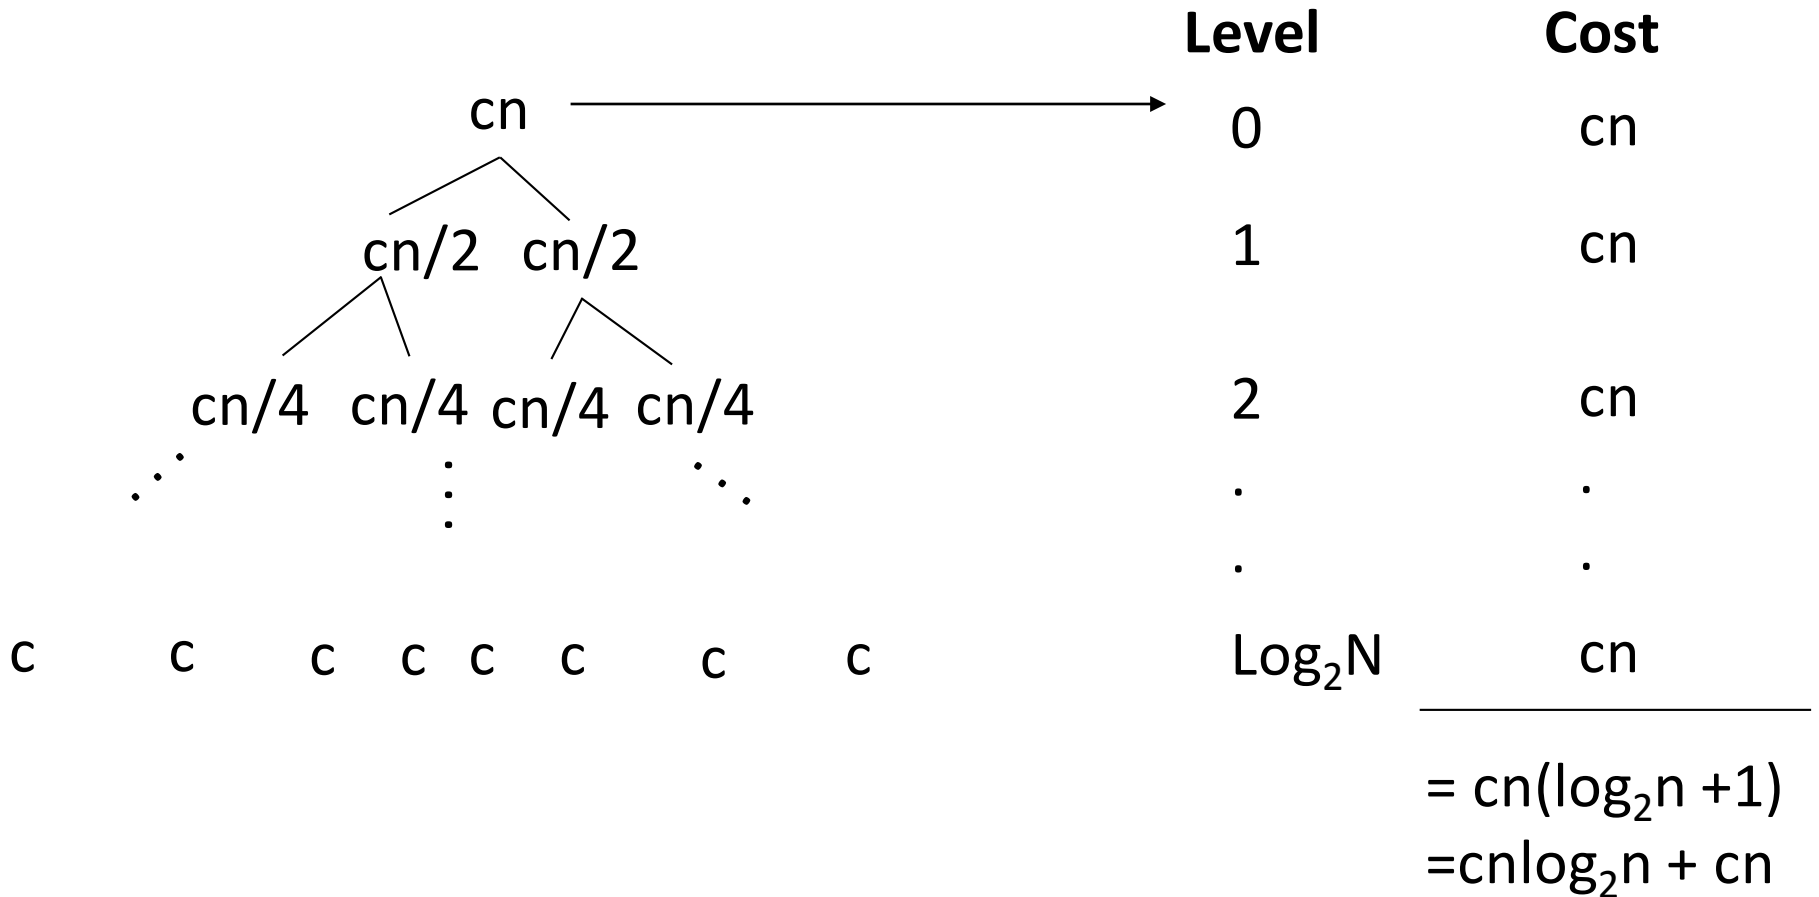 Level Cost
cn 0 cn
cn/2 cn/2 1 cn
cn/4 cn/4 cn/4 cn/4 2 cn
. .
. .
c c c c c c c c Log₂N cn
= cn(log₂n +1)
=cnlog₂n + cn